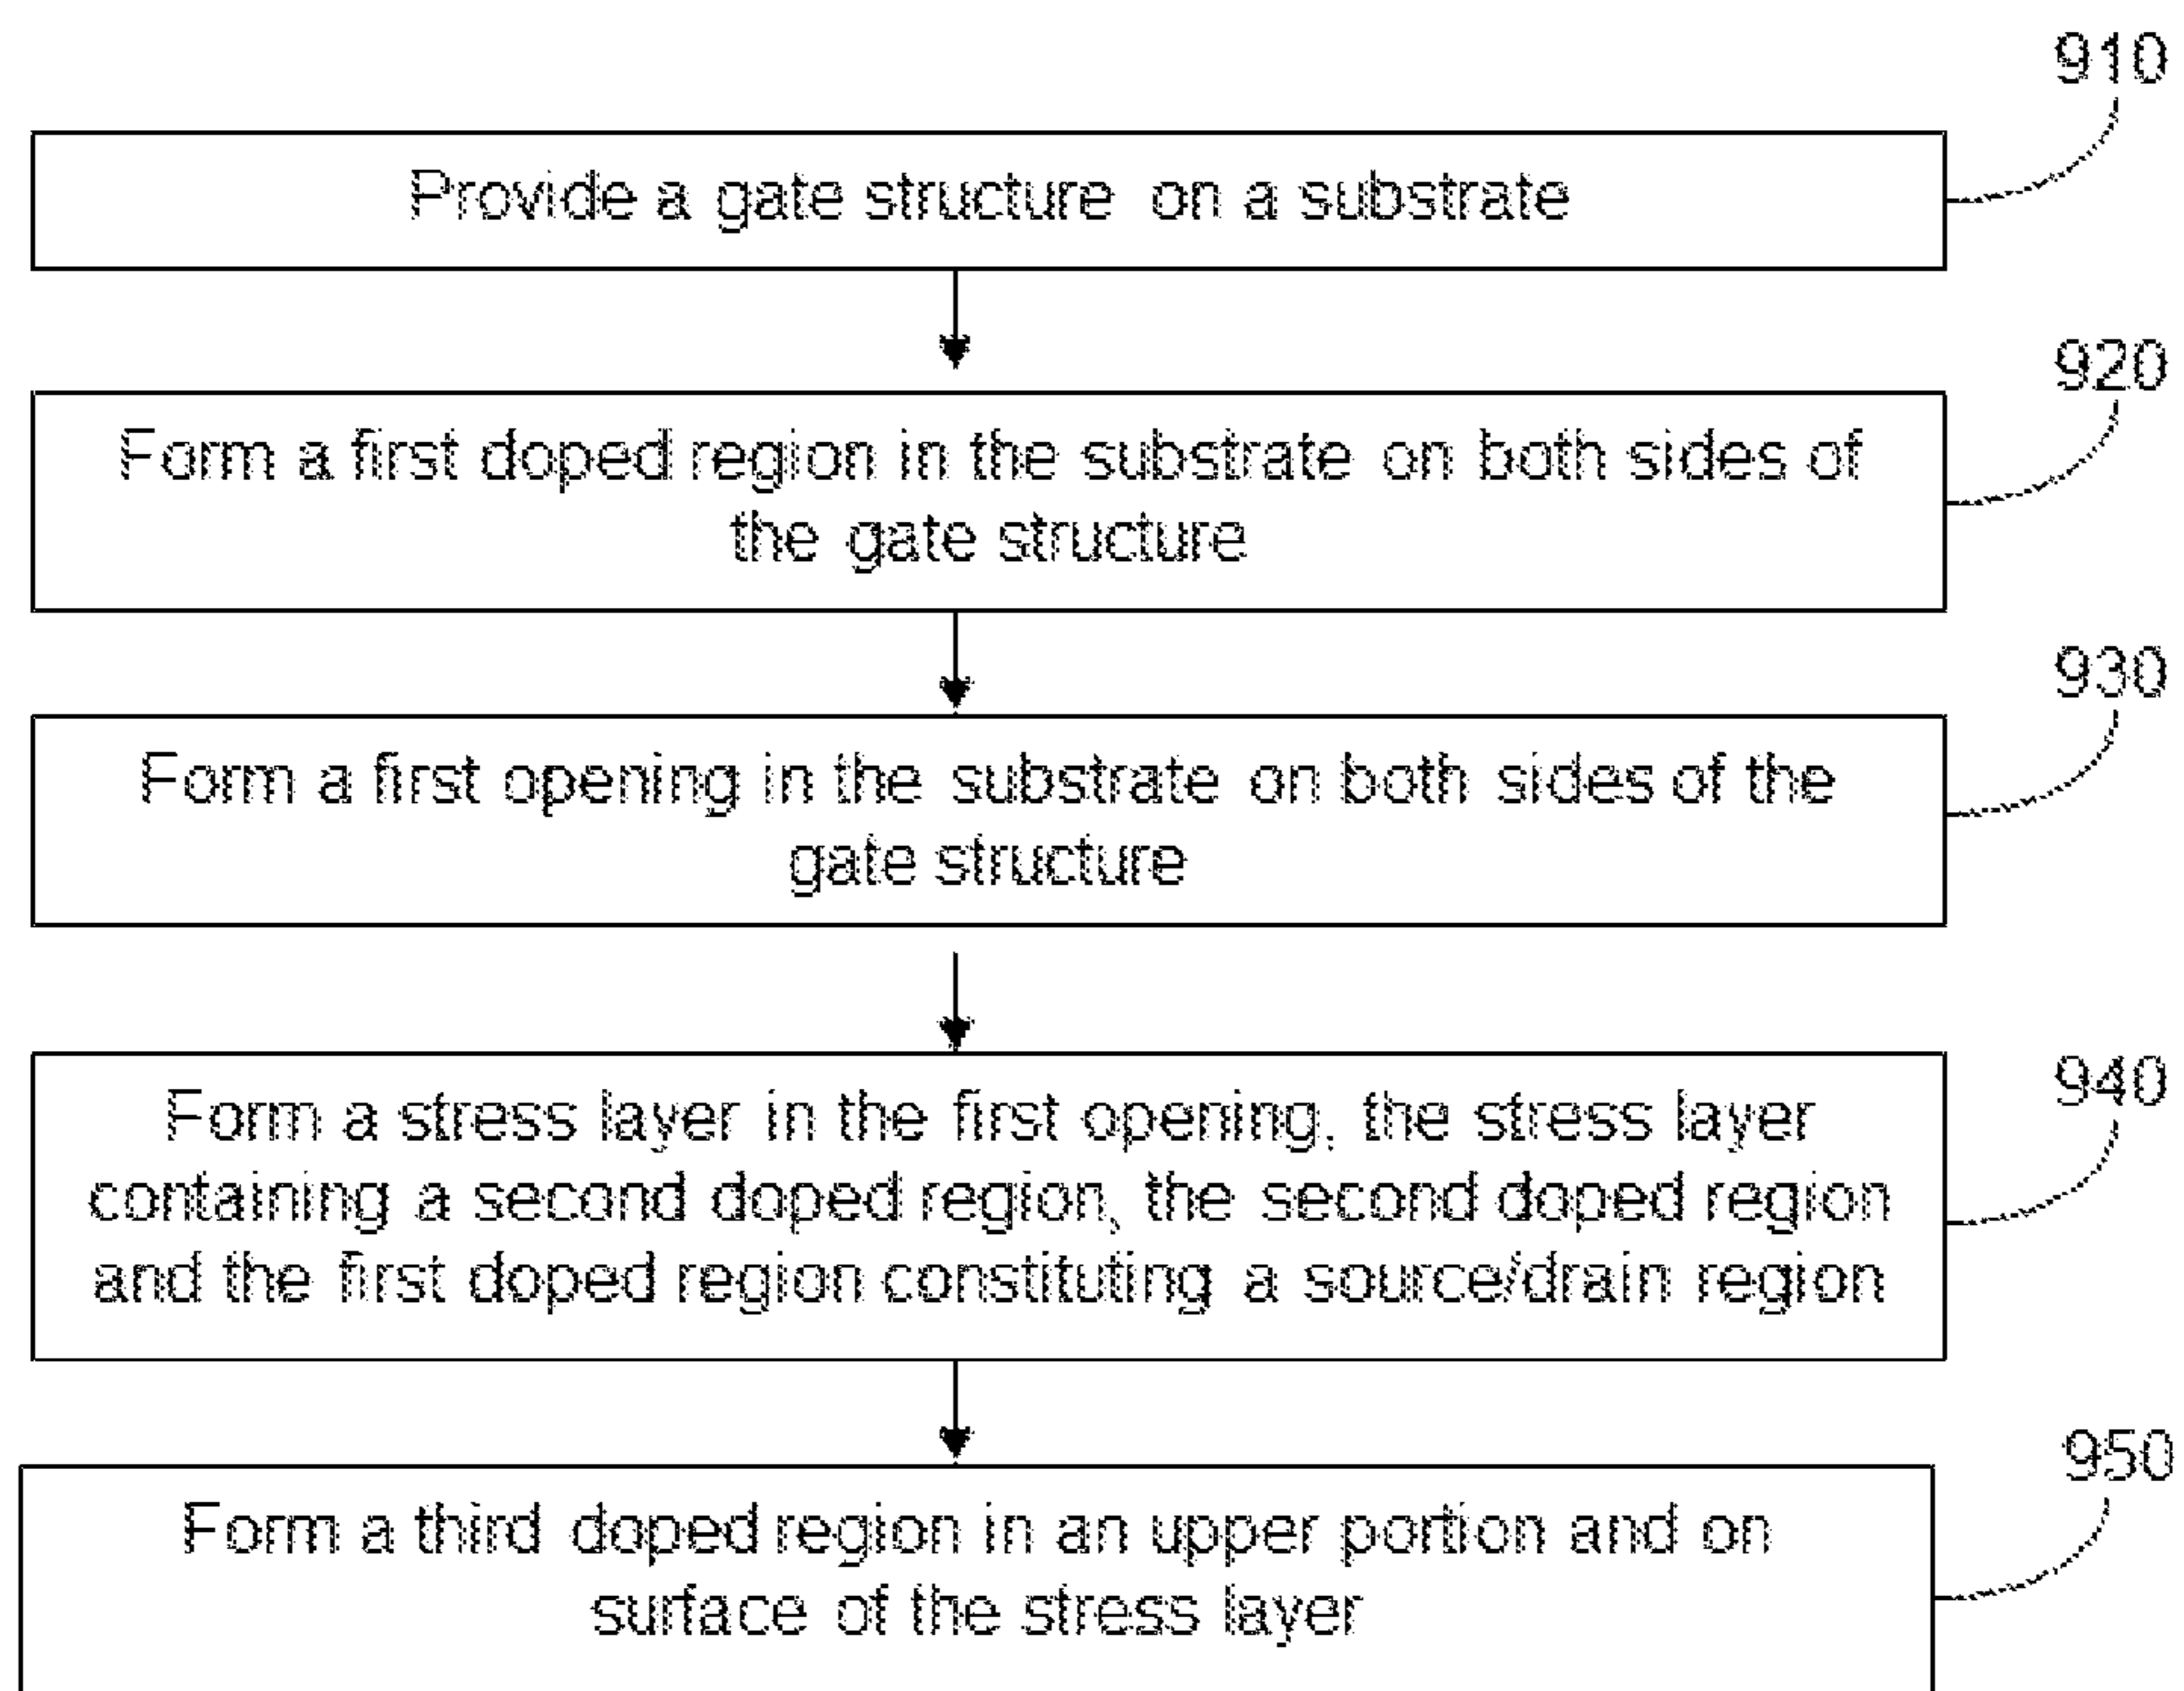 910
Provide a gate structure on a substrate
920
Form a first doped region in the substrate on both sides of
the gate structure
930
Form a first opening in the substrate on both sides of the
gate structure
940
Form a stress layer in the first opening, the stress layer
containing a second doped region, the second doped region
and the first doped region constituting a source/drain region
950
Form a third doped region in an upper portion and on
surface of the stress layer